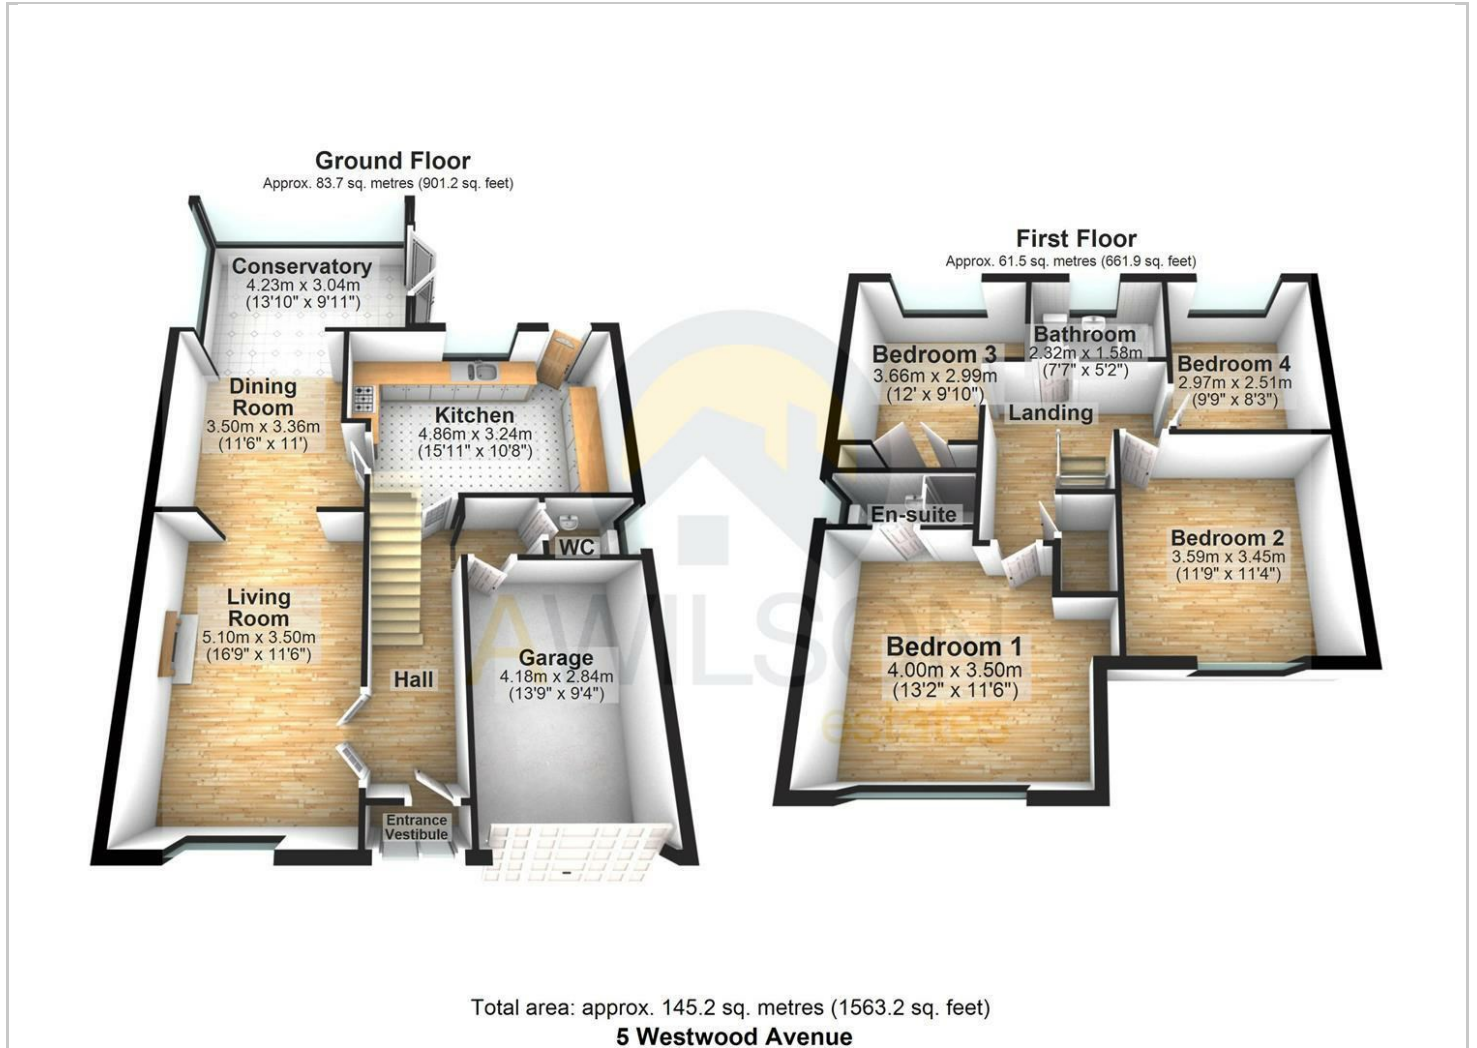 Ground Floor
Approx. 83.7 sq. metres (901.2 sq. feet)
Conservatory
4.23m x 3.04m
(13'10" x 9'11")
Dining
Room
3.50m x 3.36m
(11'6" x 11')
Kitchen
4.86m x 3.24m
(15'11" x 10'8")
WC
Living
Room
5.10m x 3.50m
(16'9" x 11'6")
Hall
Garage
4.18m x 2.84m
(13'9" x 9'4")
Entrance
Vestibule
First Floor
Approx. 61.5 sq. metres (661.9 sq. feet)
Bedroom 3
3.66m x 2.99m
(12' x 9'10")
Bathroom
2.32m x 1.58m
(7'7" x 5'2")
Bedroom 4
2.97m x 2.51m
(9'9" x 8'3")
Landing
En-suite
Bedroom 2
3.59m x 3.45m
(11'9" x 11'4")
Bedroom 1
4.00m x 3.50m
(13'2" x 11'6")
AWILSON
estates
Total area: approx. 145.2 sq. metres (1563.2 sq. feet)
5 Westwood Avenue